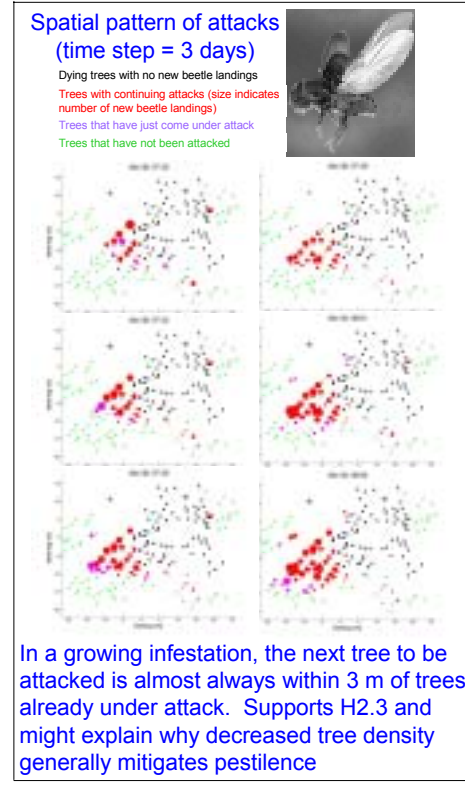 Spatial pattern of attacks
(time step = 3 days)
Dying trees with no new beetle landings
Trees with continuing attacks (size indicates
number of new beetle landings)
Trees that have just come under attack
Trees that have not been attacked
In a growing infestation, the next tree to be
attacked is almost always within 3 m of trees
already under attack. Supports H2.3 and
might explain why decreased tree density
generally mitigates pestilence